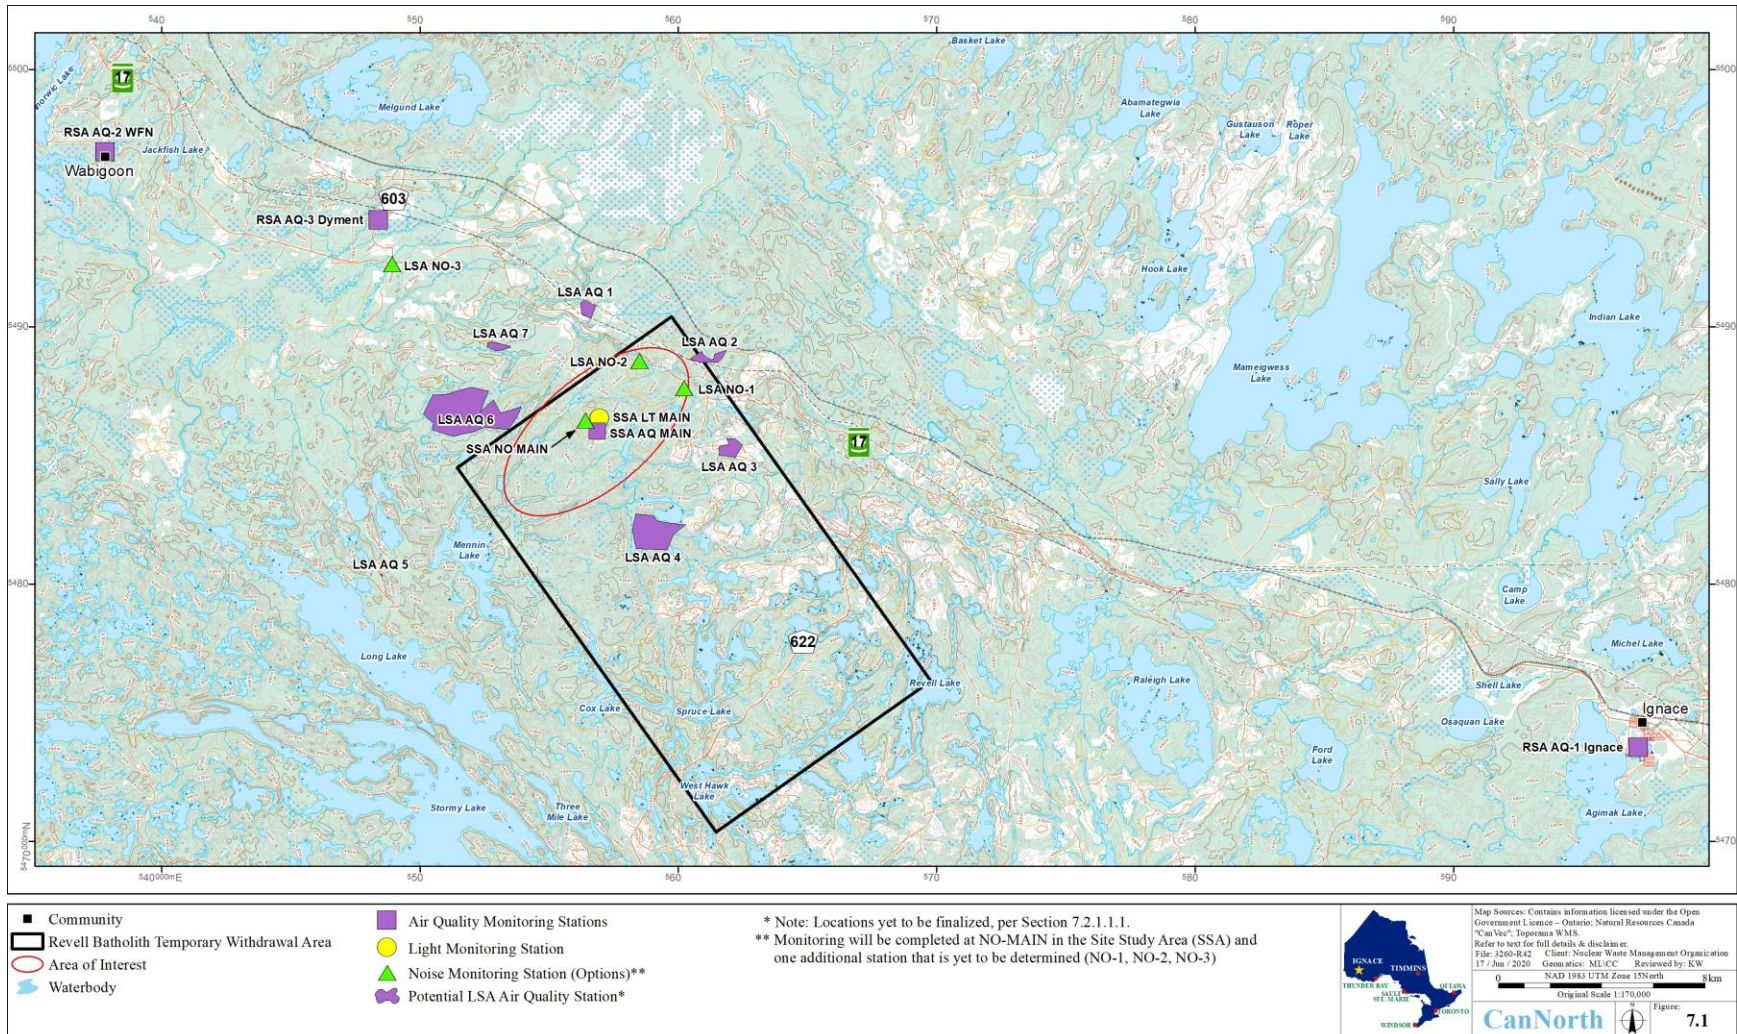 540
550
560
570
580
590
5500
5500
17
Basket Lake
Melgund Lake
Abamategwia
Lake
Gustauson
Lake
Roper
Lake
RSA AQ-2 WFN
Jackfish Lake
Wabigoon
603
RSA AQ-3 Dyment
LSA NO-3
Hook Lake
LSA AQ 1
Indian Lake
5490
5490
LSA AQ 7
LSA AQ 2
LSA NO-2
Mameigwess
Lake
LSA NO-1
LSA AQ 6
SSA LT MAIN
SSA AQ MAIN
SSA NO MAIN
17
LSA AQ 3
Sally Lake
Mennin
Lake
LSA AQ 4
LSA AQ 5
5480
5480
Camp
Lake
622
Michel Lake
Long Lake
Revell Lake
Raleigh Lake
Shell Lake
Cox Lake
Spruce Lake
Osaquan Lake
Ignace
RSA AQ-1 Ignace
Ford
Lake
West Hawk
Lake
Stormy Lake
Three
Mile Lake
Agimak Lake
5470000mN
5470
540000mE
550
560
570
580
590
Community
Revell Batholith Temporary Withdrawal Area
Area of Interest
Waterbody
Air Quality Monitoring Stations
Light Monitoring Station
Noise Monitoring Station (Options)**
Potential LSA Air Quality Station*
* Note: Locations yet to be finalized, per Section 7.2.1.1.1.
** Monitoring will be completed at NO-MAIN in the Site Study Area (SSA) and
one additional station that is yet to be determined (NO-1, NO-2, NO-3)
IGNACE
TIMMINS
THUNDER BAY
SAULT
STE. MARIE
OTTAWA
TORONTO
WINDSOR
Map Sources: Contains information licensed under the Open
Government Licence – Ontario; Natural Resources Canada
"CanVec"; Toporama WMS.
Refer to text for full details & disclaimer.
File: 3260-R42 Client: Nuclear Waste Management Organization
17 / Jun / 2020 Geomatics: ML\CC Reviewed by: KW
NAD 1983 UTM Zone 15North
0 8km
Original Scale 1:170,000
CanNorth
N
Figure:
7.1